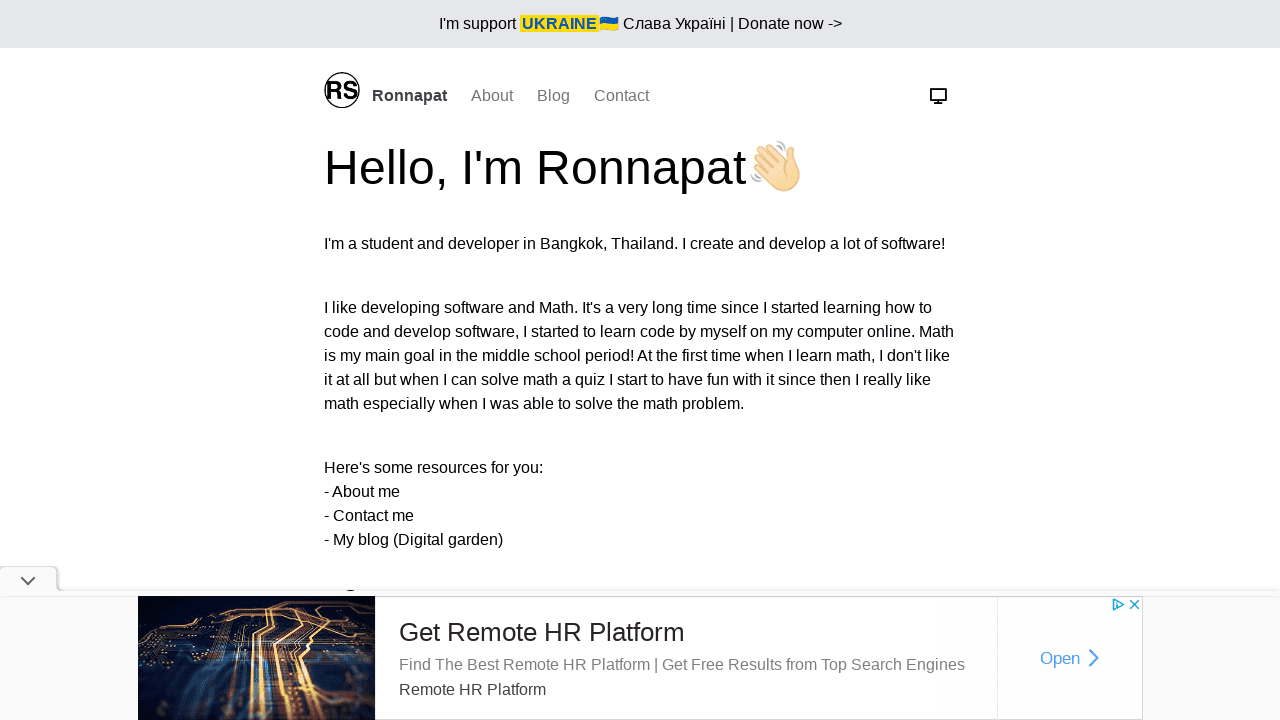 I'm support UKRAINE🇺🇦 Слава Україні | Donate now ->
RS Ronnapat About Blog Contact
Hello, I'm Ronnapat👋🏻
I'm a student and developer in Bangkok, Thailand. I create and develop a lot of software!
I like developing software and Math. It's a very long time since I started learning how to
code and develop software, I started to learn code by myself on my computer online. Math
is my main goal in the middle school period! At the first time when I learn math, I don't like
it at all but when I can solve math a quiz I start to have fun with it since then I really like
math especially when I was able to solve the math problem.
Here's some resources for you:
- About me
- Contact me
- My blog (Digital garden)
Get Remote HR Platform
Find The Best Remote HR Platform | Get Free Results from Top Search Engines
Remote HR Platform
Open